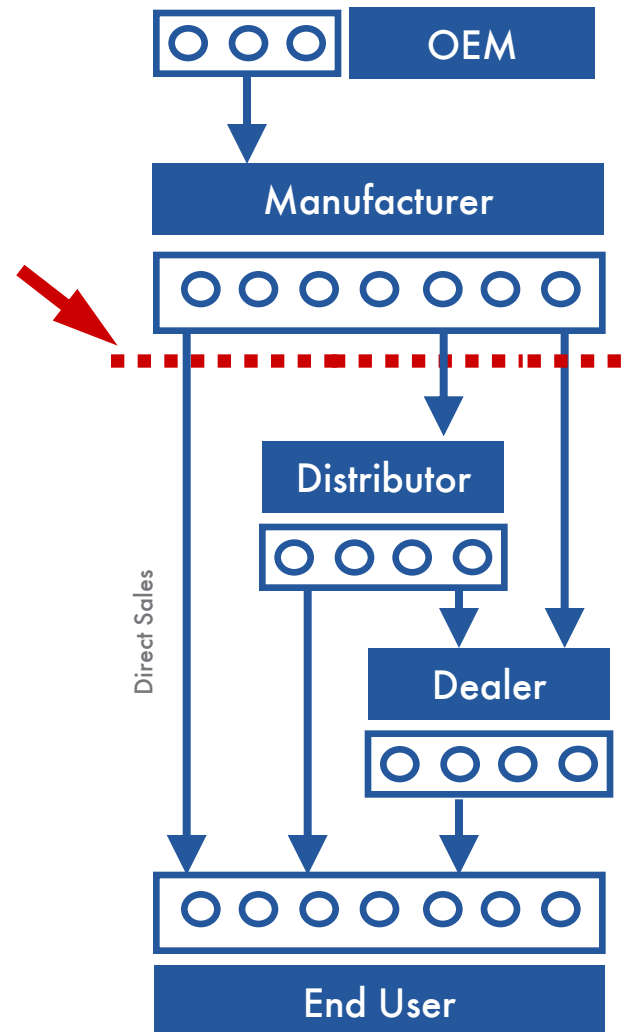 OEM
Manufacturer
Distributor
Direct Sales
Dealer
End User